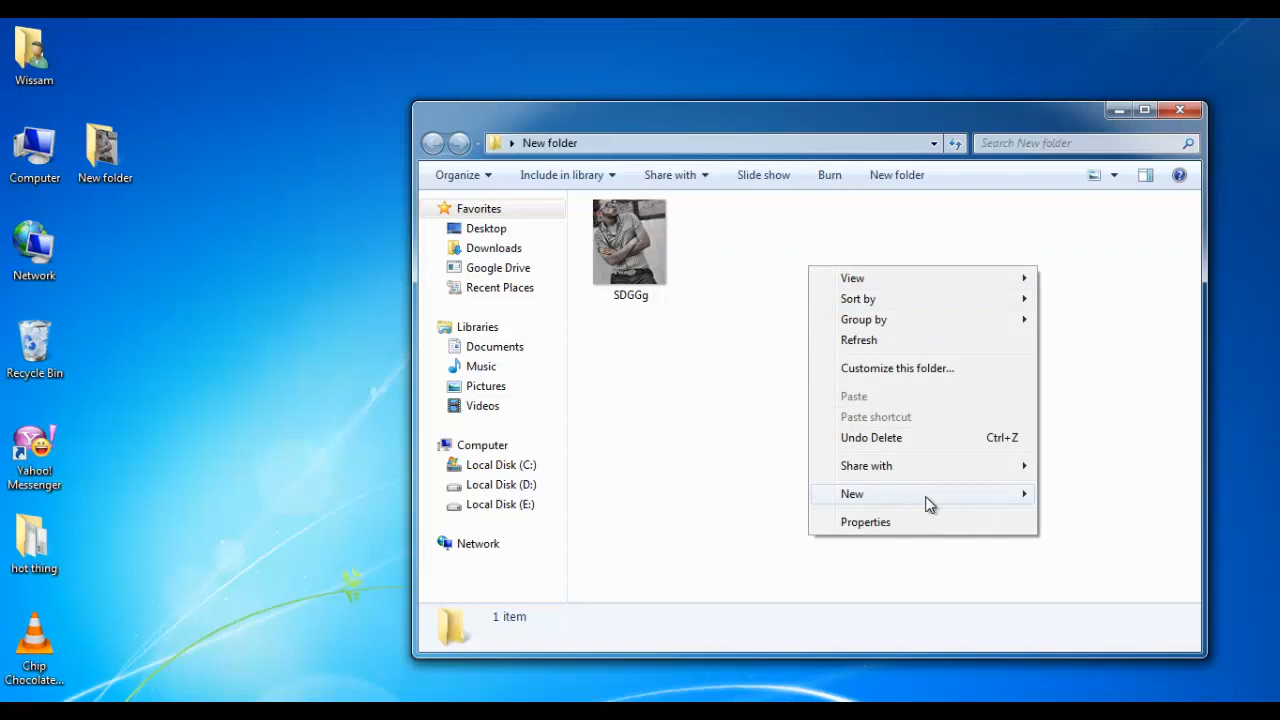 Wissam
Computer
New folder
Network
Recycle Bin
Yahoo!
Messenger
hot thing
Chip
Chocolate...
New folder
Search New folder
Organize
Include in library
Share with
Slide show
Burn
New folder
Favorites
Desktop
Downloads
Google Drive
Recent Places
Libraries
Documents
Music
Pictures
Videos
Computer
Local Disk (C:)
Local Disk (D:)
Local Disk (E:)
Network
SDGGg
View
Sort by
Group by
Refresh
Customize this folder...
Paste
Paste shortcut
Undo Delete Ctrl+Z
Share with
New
Properties
1 item